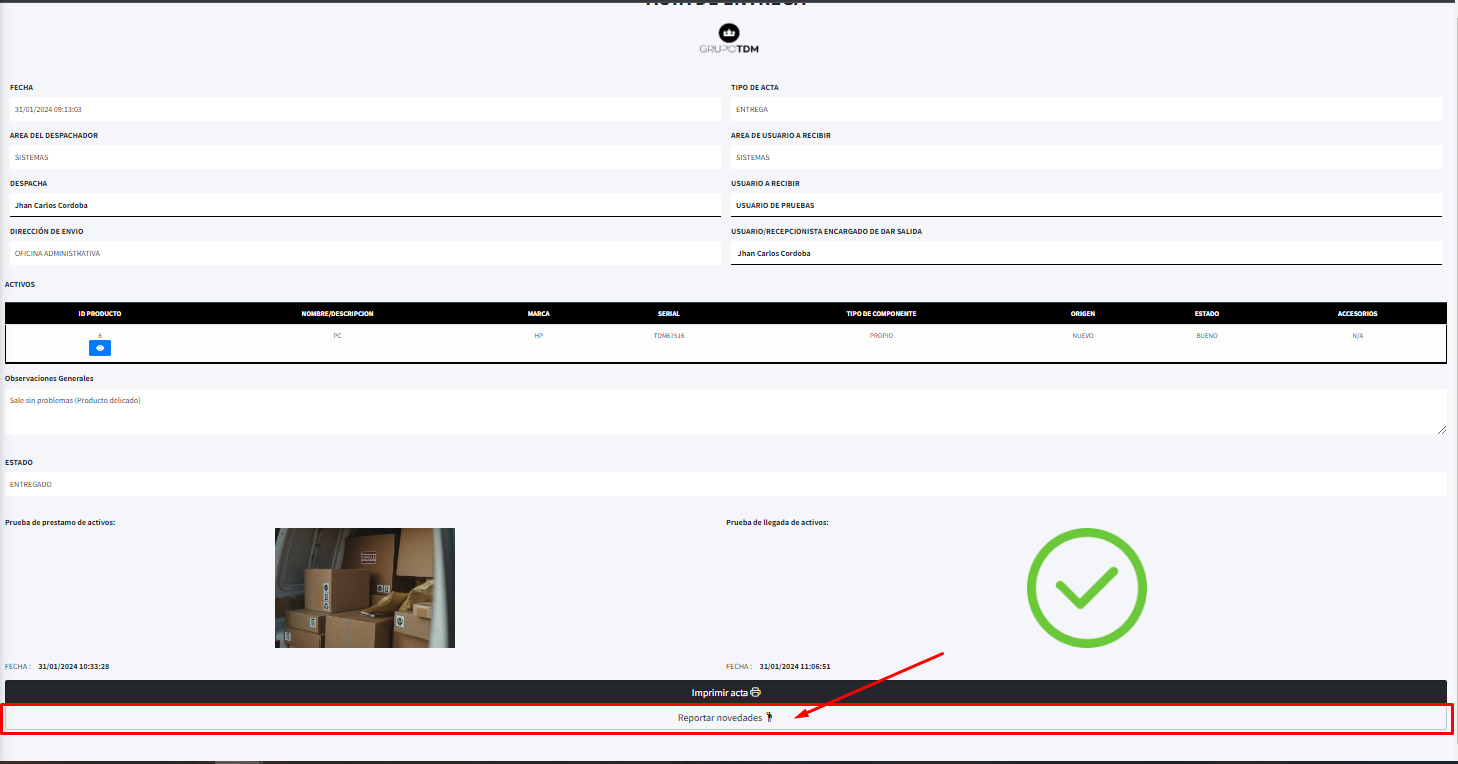 ACTA DE ENTREGA
GRUPOTDM
FECHA
31/01/2024 09:13:03
TIPO DE ACTA
ENTREGA
AREA DEL DESPACHADOR
SISTEMAS
AREA DE USUARIO A RECIBIR
SISTEMAS
DESPACHA
Jhan Carlos Cordoba
USUARIO A RECIBIR
USUARIO DE PRUEBAS
DIRECCIÓN DE ENVIO
OFICINA ADMINISTRATIVA
USUARIO/RECEPCIONISTA ENCARGADO DE DAR SALIDA
Jhan Carlos Cordoba
ACTIVOS
ID PRODUCTO NOMBRE/DESCRIPCION MARCA SERIAL TIPO DE COMPONENTE ORIGEN ESTADO ACCESORIOS
6 PC HP TDM67516 PROPIO NUEVO BUENO N/A
Observaciones Generales
Sale sin problemas (Producto delicado)
ESTADO
ENTREGADO
Prueba de prestamo de activos:
Prueba de llegada de activos:
FECHA : 31/01/2024 10:33:28
FECHA : 31/01/2024 11:06:51
Imprimir acta
Reportar novedades